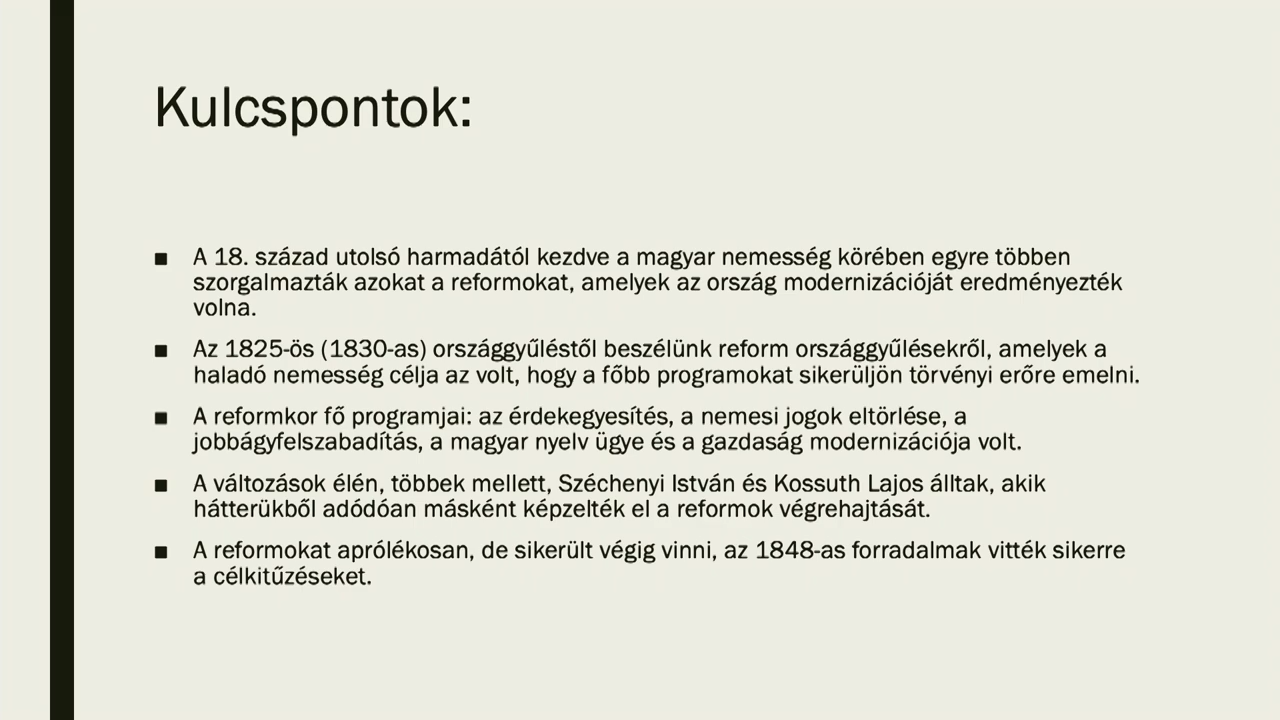 Kulcspontok:
A 18. század utolsó harmadától kezdve a magyar nemesség körében egyre többen
szorgalmazták azokat a reformokat, amelyek az ország modernizációját eredményezték
volna.
Az 1825-ös (1830-as) országgyűléstől beszélünk reform országgyűlésekről, amelyek a
haladó nemesség célja az volt, hogy a főbb programokat sikerüljön törvényi erőre emelni.
A reformkor fő programjai: az érdekegyesítés, a nemesi jogok eltörlése, a
jobbágyfelszabadítás, a magyar nyelv ügye és a gazdaság modernizációja volt.
A változások élén, többek mellett, Széchenyi István és Kossuth Lajos álltak, akik
hátterükből adódóan másként képzelték el a reformok végrehajtását.
A reformokat aprólékosan, de sikerült végig vinni, az 1848-as forradalmak vitték sikerre
a célkitűzéseket.